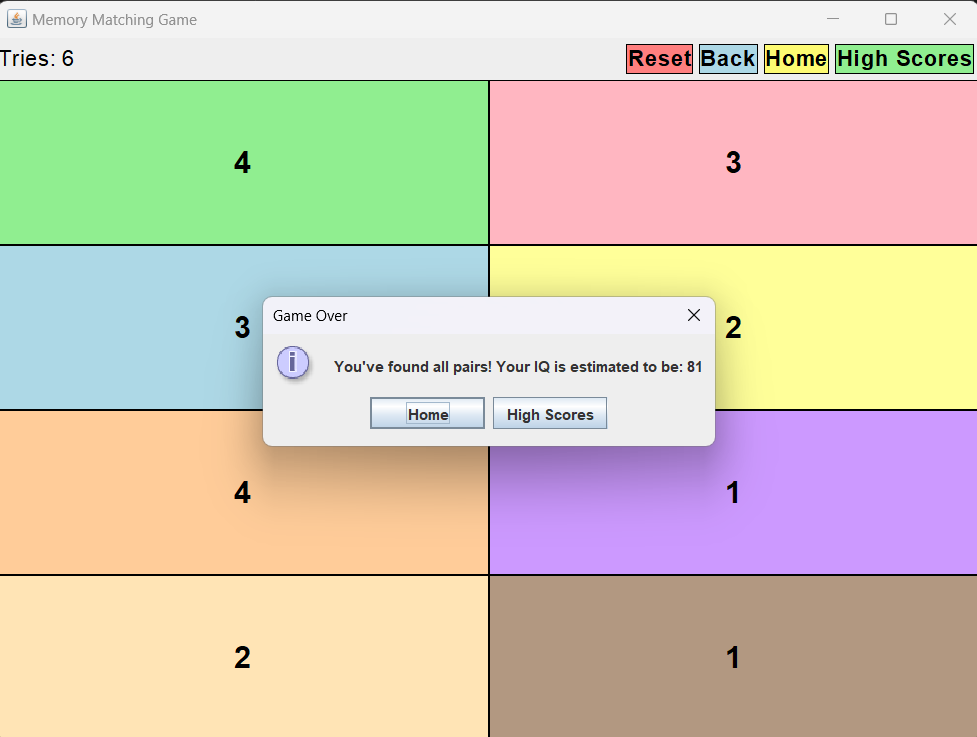 Memory Matching Game
Tries: 6
Reset Back Home High Scores
4 3
3 2
Game Over
You've found all pairs! Your IQ is estimated to be: 81
Home High Scores
4 1
2 1